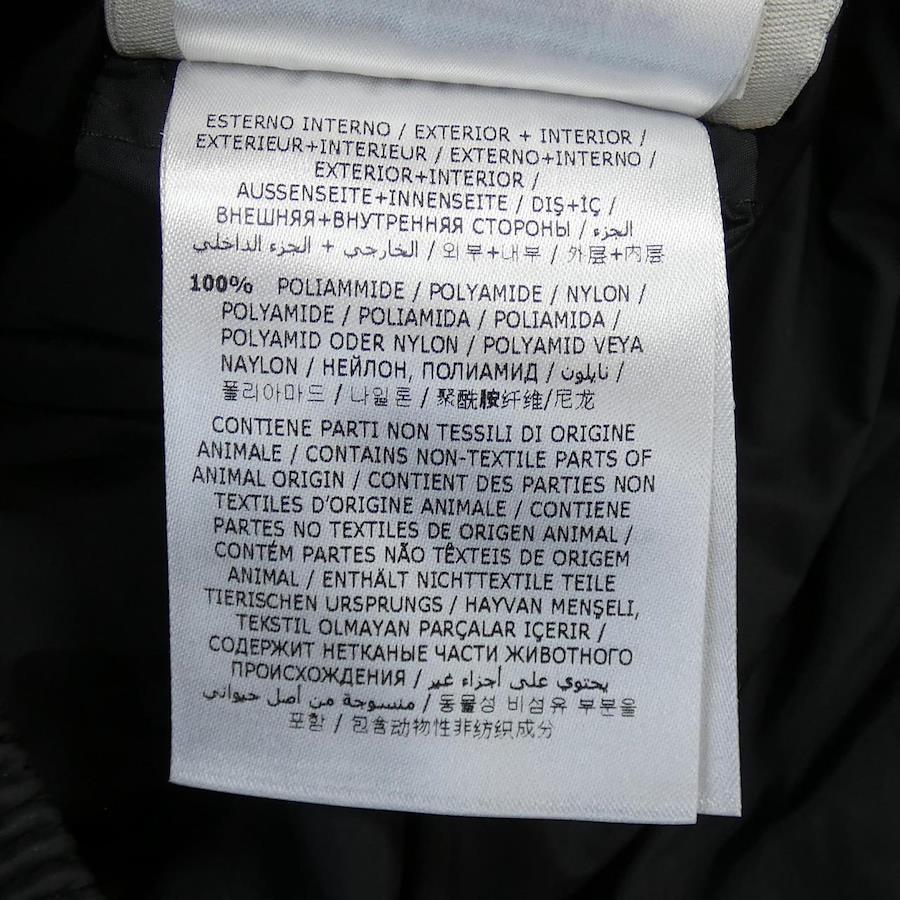 ESTERNO INTERNO / EXTERIOR + INTERIOR /
EXTERIEUR+INTERIEUR / EXTERNO+INTERNO /
EXTERIOR+INTERIOR /
AUSSENSEITE+INNENSEITE / DIŞ+İÇ /
ВНЕШНЯЯ+ВНУТРЕННЯЯ СТОРОНЫ / الجزء
الخارجي + الجزء الداخلي / 외부+내부 / 外层+内层
100% POLIAMMIDE / POLYAMIDE / NYLON /
POLYAMIDE / POLIAMIDA / POLIAMIDA /
POLYAMID ODER NYLON / POLYAMID VEYA
NAYLON / НЕЙЛОН, ПОЛИАМИД / نايلون /
폴리아마드 / 나일론 / 聚酰胺纤维/尼龙
CONTIENE PARTI NON TESSILI DI ORIGINE
ANIMALE / CONTAINS NON-TEXTILE PARTS OF
ANIMAL ORIGIN / CONTIENT DES PARTIES NON
TEXTILES D'ORIGINE ANIMALE / CONTIENE
PARTES NO TEXTILES DE ORIGEN ANIMAL /
CONTÉM PARTES NÃO TÊXTEIS DE ORIGEM
ANIMAL / ENTHÄLT NICHTTEXTILE TEILE
TIERISCHEN URSPRUNGS / HAYVAN MENŞELİ,
TEKSTIL OLMAYAN PARÇALAR IÇERIR /
СОДЕРЖИТ НЕТКАНЫЕ ЧАСТИ ЖИВОТНОГО
ПРОИСХОЖДЕНИЯ / يحتوي على أجزاء غير
منسوجة من أصل حيواني / 동물성 비섬유 부분을
포함 / 包含动物性非纺织成分